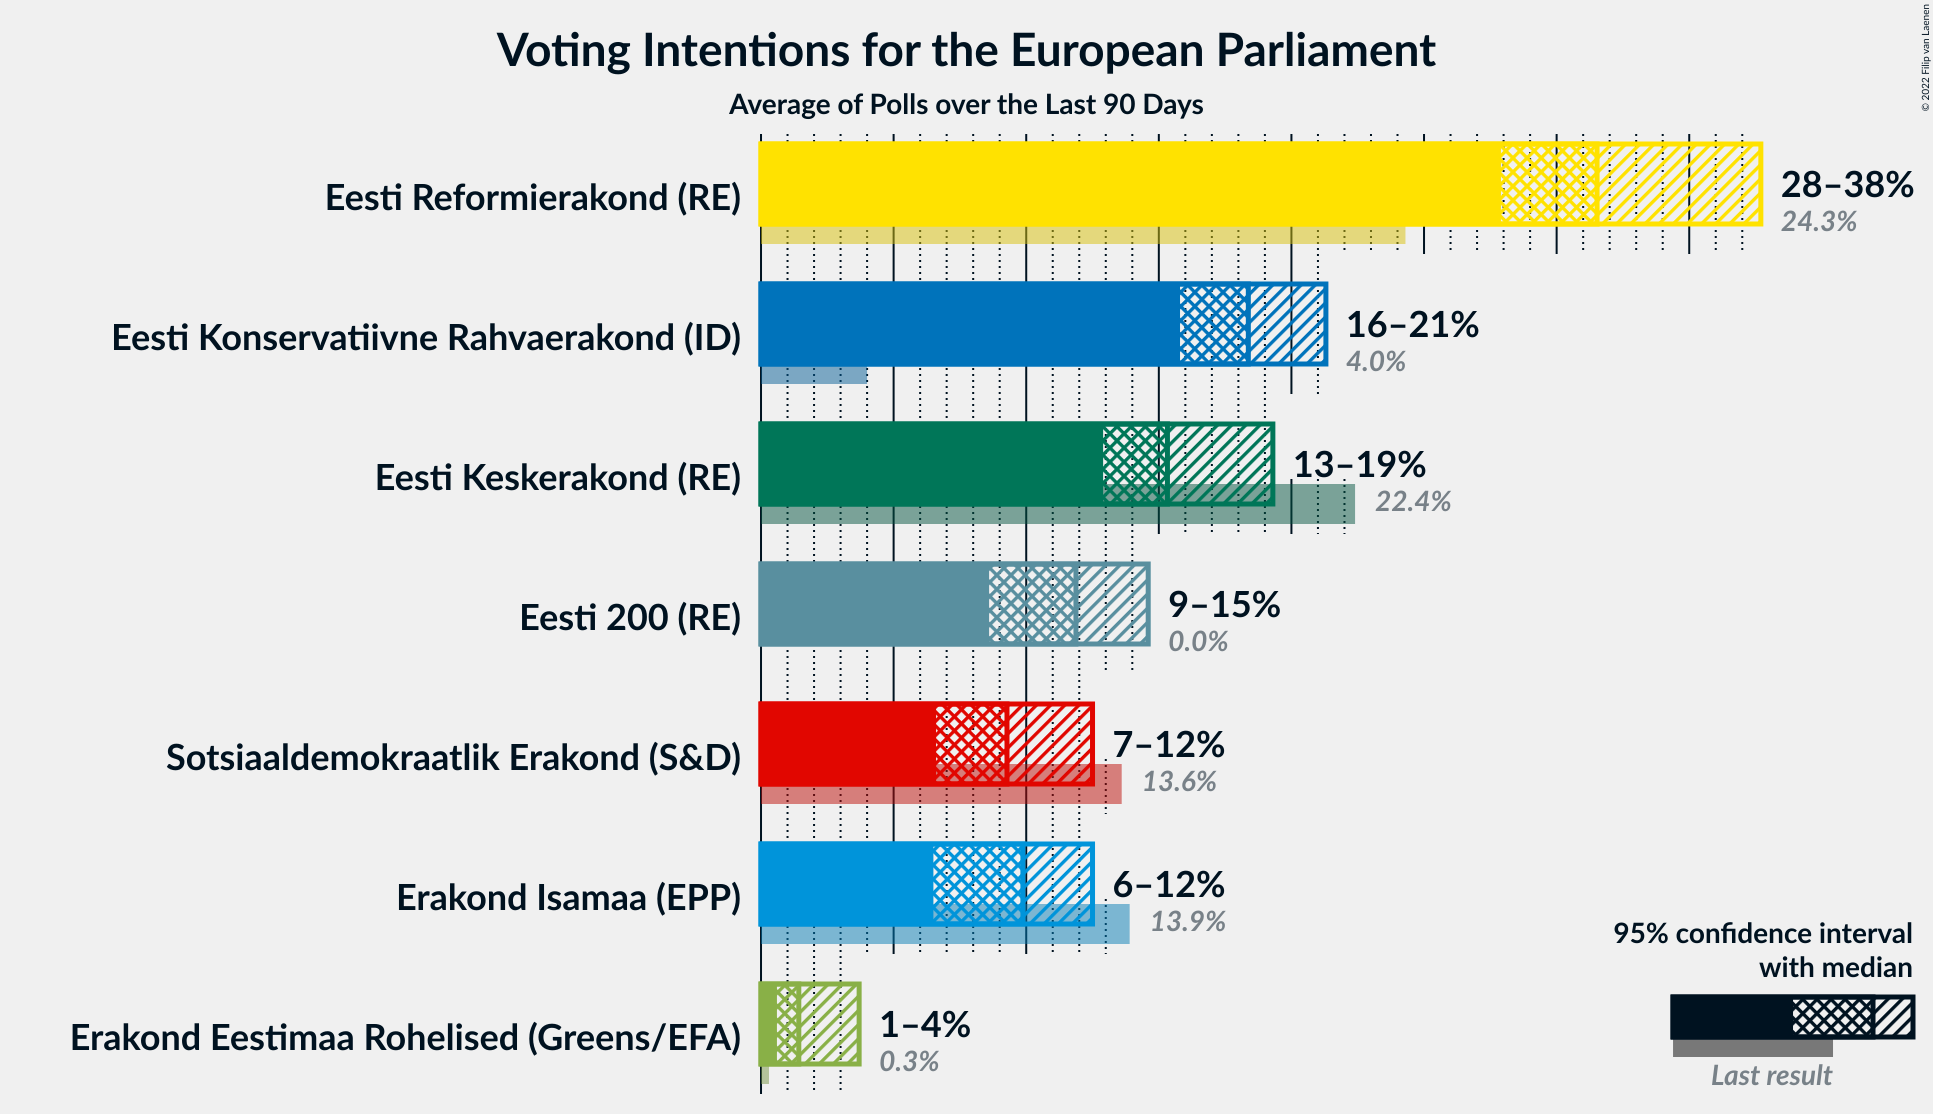 Voting Intentions for the European Parliament
Average of Polls over the Last 90 Days
© 2022 Filip van Laenen
Eesti Reformierakond (RE)
28–38%
24.3%
Eesti Konservatiivne Rahvaerakond (ID)
16–21%
4.0%
Eesti Keskerakond (RE)
13–19%
22.4%
Eesti 200 (RE)
9–15%
0.0%
Sotsiaaldemokraatlik Erakond (S&D)
7–12%
13.6%
Erakond Isamaa (EPP)
6–12%
13.9%
Erakond Eestimaa Rohelised (Greens/EFA)
1–4%
0.3%
95% confidence interval
with median
Last result